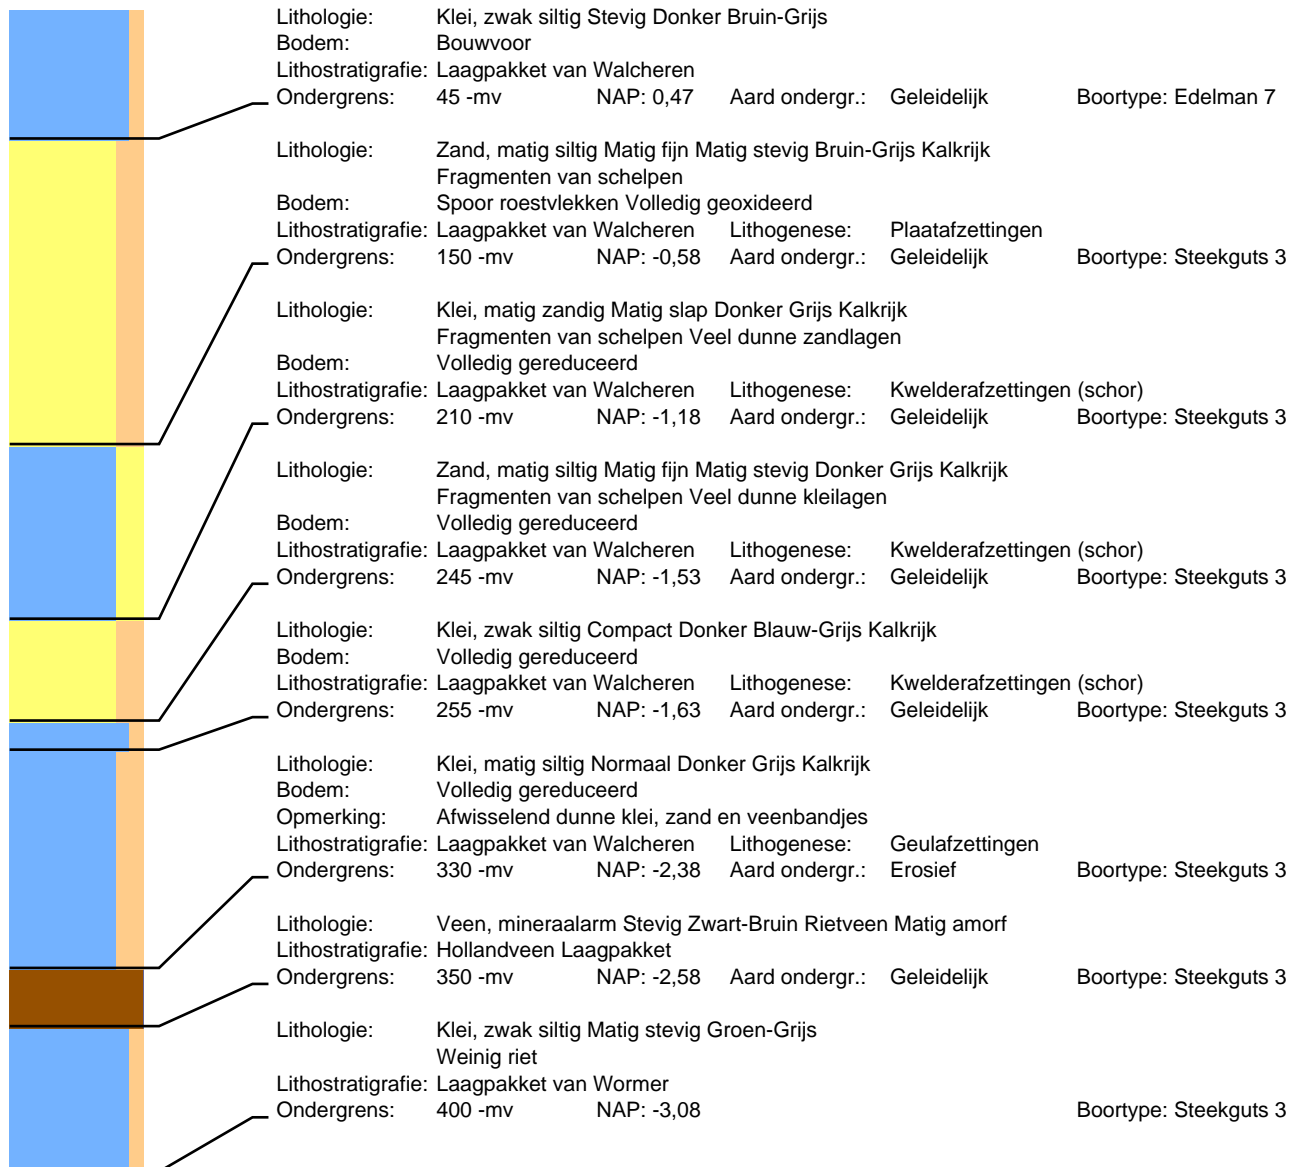 Lithologie: Klei, zwak siltig Stevig Donker Bruin-Grijs
Bodem: Bouwvoor
Lithostratigrafie: Laagpakket van Walcheren
Ondergrens: 45 -mv NAP: 0,47 Aard ondergr.: Geleidelijk Boortype: Edelman 7
Lithologie: Zand, matig siltig Matig fijn Matig stevig Bruin-Grijs Kalkrijk
Fragmenten van schelpen
Bodem: Spoor roestvlekken Volledig geoxideerd
Lithostratigrafie: Laagpakket van Walcheren Lithogenese: Plaatafzettingen
Ondergrens: 150 -mv NAP: -0,58 Aard ondergr.: Geleidelijk Boortype: Steekguts 3
Lithologie: Klei, matig zandig Matig slap Donker Grijs Kalkrijk
Fragmenten van schelpen Veel dunne zandlagen
Bodem: Volledig gereduceerd
Lithostratigrafie: Laagpakket van Walcheren Lithogenese: Kwelderafzettingen (schor)
Ondergrens: 210 -mv NAP: -1,18 Aard ondergr.: Geleidelijk Boortype: Steekguts 3
Lithologie: Zand, matig siltig Matig fijn Matig stevig Donker Grijs Kalkrijk
Fragmenten van schelpen Veel dunne kleilagen
Bodem: Volledig gereduceerd
Lithostratigrafie: Laagpakket van Walcheren Lithogenese: Kwelderafzettingen (schor)
Ondergrens: 245 -mv NAP: -1,53 Aard ondergr.: Geleidelijk Boortype: Steekguts 3
Lithologie: Klei, zwak siltig Compact Donker Blauw-Grijs Kalkrijk
Bodem: Volledig gereduceerd
Lithostratigrafie: Laagpakket van Walcheren Lithogenese: Kwelderafzettingen (schor)
Ondergrens: 255 -mv NAP: -1,63 Aard ondergr.: Geleidelijk Boortype: Steekguts 3
Lithologie: Klei, matig siltig Normaal Donker Grijs Kalkrijk
Bodem: Volledig gereduceerd
Opmerking: Afwisselend dunne klei, zand en veenbandjes
Lithostratigrafie: Laagpakket van Walcheren Lithogenese: Geulafzettingen
Ondergrens: 330 -mv NAP: -2,38 Aard ondergr.: Erosief Boortype: Steekguts 3
Lithologie: Veen, mineraalarm Stevig Zwart-Bruin Rietveen Matig amorf
Lithostratigrafie: Hollandveen Laagpakket
Ondergrens: 350 -mv NAP: -2,58 Aard ondergr.: Geleidelijk Boortype: Steekguts 3
Lithologie: Klei, zwak siltig Matig stevig Groen-Grijs
Weinig riet
Lithostratigrafie: Laagpakket van Wormer
Ondergrens: 400 -mv NAP: -3,08 Boortype: Steekguts 3